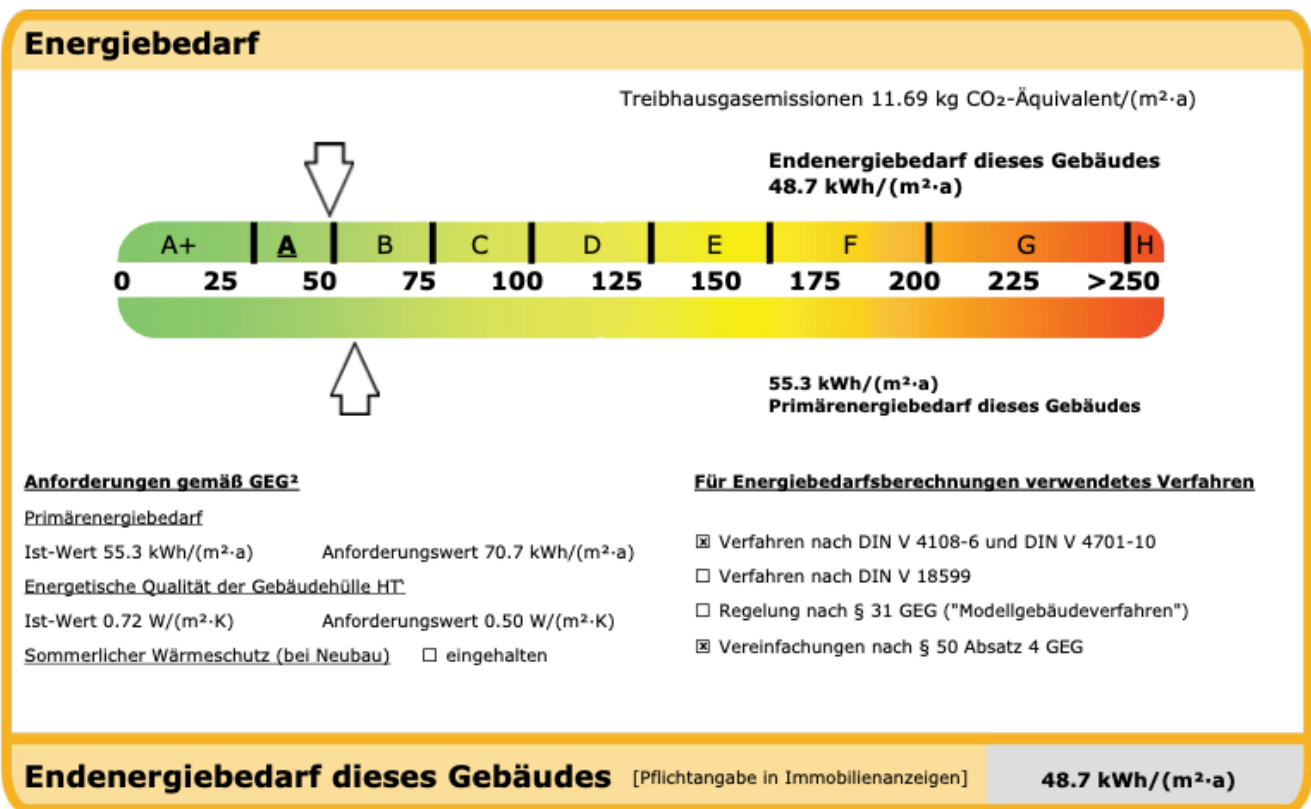 Energiebedarf
Treibhausgasemissionen 11.69 kg CO₂-Äquivalent/(m²·a)
Endenergiebedarf dieses Gebäudes
48.7 kWh/(m²·a)
A+ A B C D E F G H
0 25 50 75 100 125 150 175 200 225 >250
55.3 kWh/(m²·a)
Primärenergiebedarf dieses Gebäudes
Anforderungen gemäß GEG²
Primärenergiebedarf
Ist-Wert 55.3 kWh/(m²·a) Anforderungswert 70.7 kWh/(m²·a)
Energetische Qualität der Gebäudehülle HT`
Ist-Wert 0.72 W/(m²·K) Anforderungswert 0.50 W/(m²·K)
Sommerlicher Wärmeschutz (bei Neubau) ☐ eingehalten
Für Energiebedarfsberechnungen verwendetes Verfahren
☒ Verfahren nach DIN V 4108-6 und DIN V 4701-10
☐ Verfahren nach DIN V 18599
☐ Regelung nach § 31 GEG ("Modellgebäudeverfahren")
☒ Vereinfachungen nach § 50 Absatz 4 GEG
Endenergiebedarf dieses Gebäudes [Pflichtangabe in Immobilienanzeigen] 48.7 kWh/(m²·a)